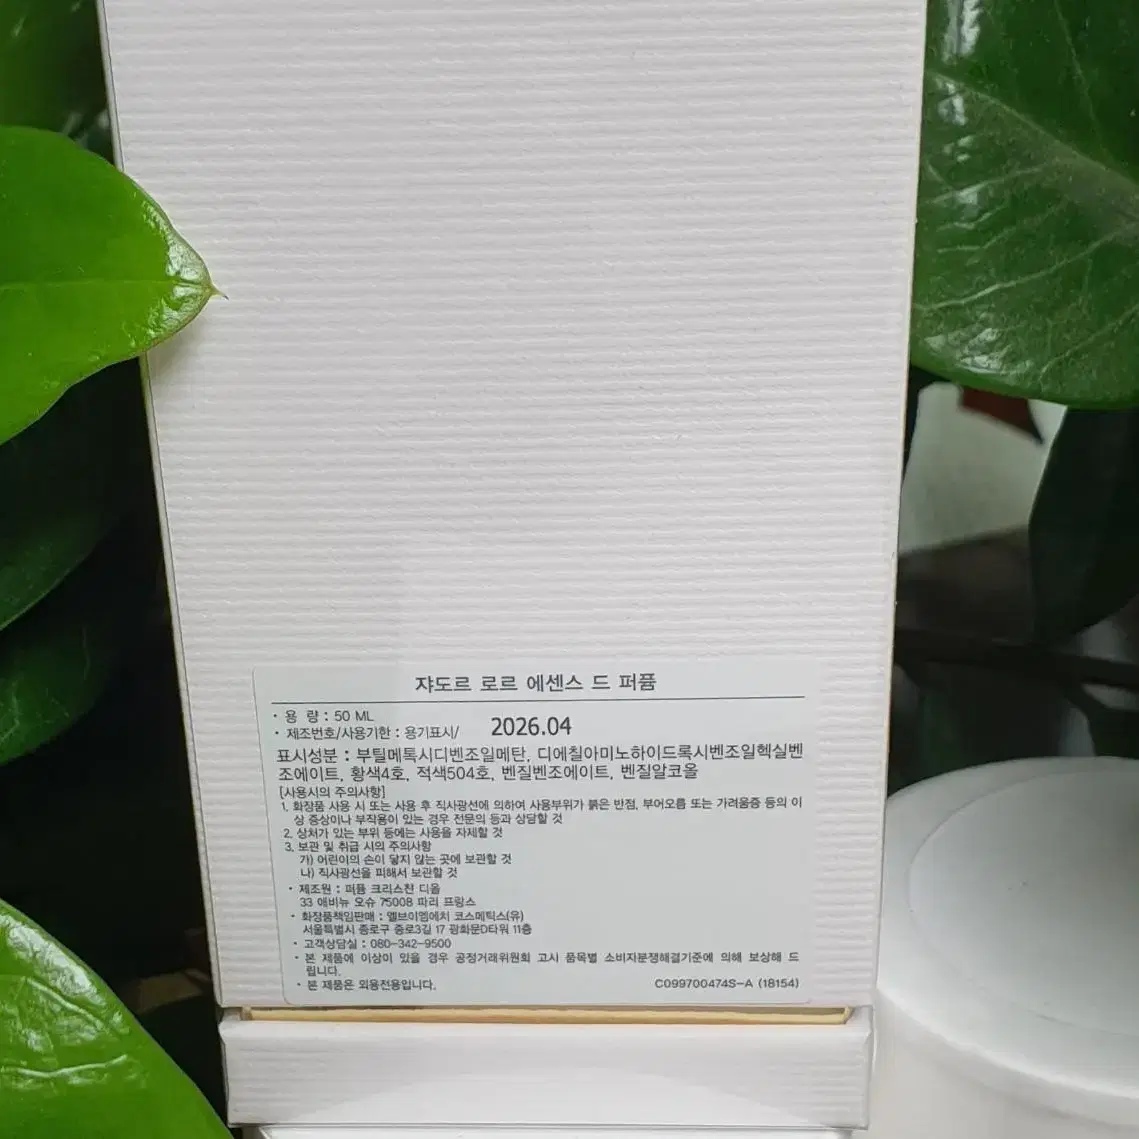 쟈도르 로르 에센스 드 퍼퓸
· 용 량 : 50 ML
· 제조번호/사용기한 : 용기표시/ 2026.04
표시성분 : 부틸메톡시디벤조일메탄, 디에칠아미노하이드록시벤조일헥실벤
조에이트, 황색4호, 적색504호, 벤질벤조에이트, 벤질알코올
[사용시의 주의사항]
1. 화장품 사용 시 또는 사용 후 직사광선에 의하여 사용부위가 붉은 반점, 부어오름 또는 가려움증 등의 이
상 증상이나 부작용이 있는 경우 전문의 등과 상담할 것
2. 상처가 있는 부위 등에는 사용을 자제할 것
3. 보관 및 취급 시의 주의사항
가) 어린이의 손이 닿지 않는 곳에 보관할 것
나) 직사광선을 피해서 보관할 것
· 제조원 : 퍼퓸 크리스챤 디올
33 애비뉴 오슈 75008 파리 프랑스
· 화장품책임판매 : 엘브이엠에치 코스메틱스(유)
서울특별시 종로구 종로3길 17 광화문D타워 11층
· 고객상담실 : 080-342-9500
· 본 제품에 이상이 있을 경우 공정거래위원회 고시 품목별 소비자분쟁해결기준에 의해 보상해 드
립니다.
· 본 제품은 외용전용입니다. C099700474S-A (18154)